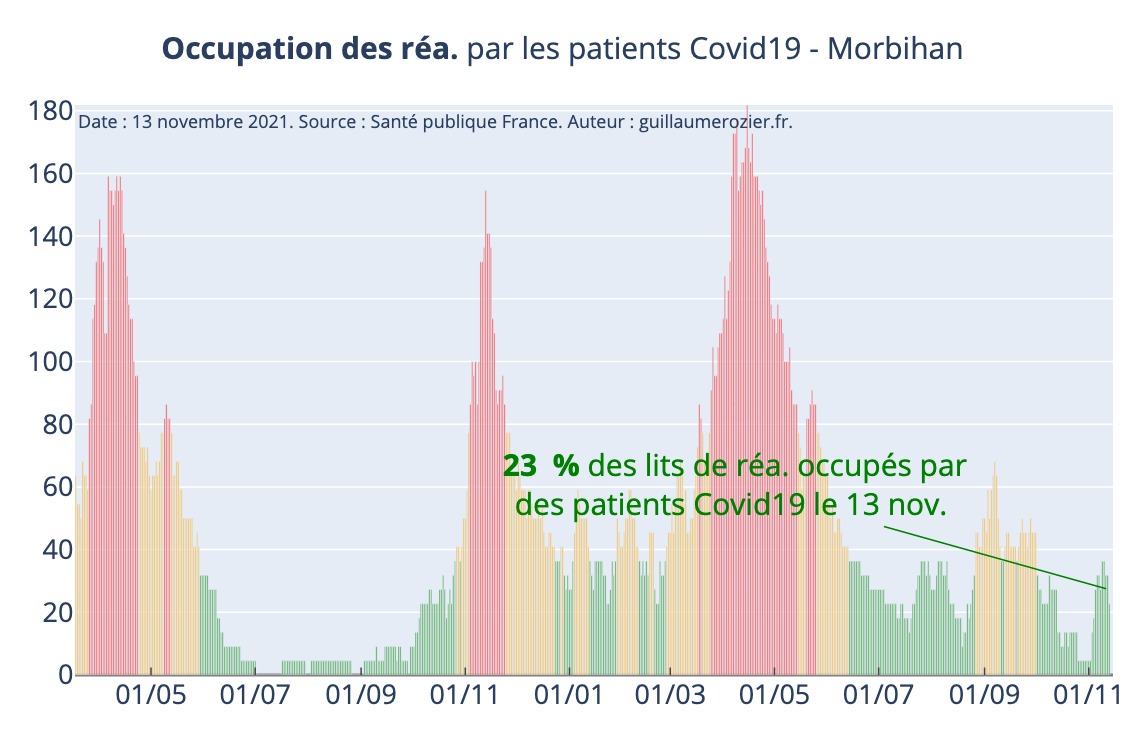 Occupation des réa. par les patients Covid19 - Morbihan
180
Date : 13 novembre 2021. Source : Santé publique France. Auteur : guillaumerozier.fr.
160
140
120
100
80
23 % des lits de réa. occupés par
60
des patients Covid19 le 13 nov.
40
20
0
01/05 01/07 01/09 01/11 01/01 01/03 01/05 01/07 01/09 01/11